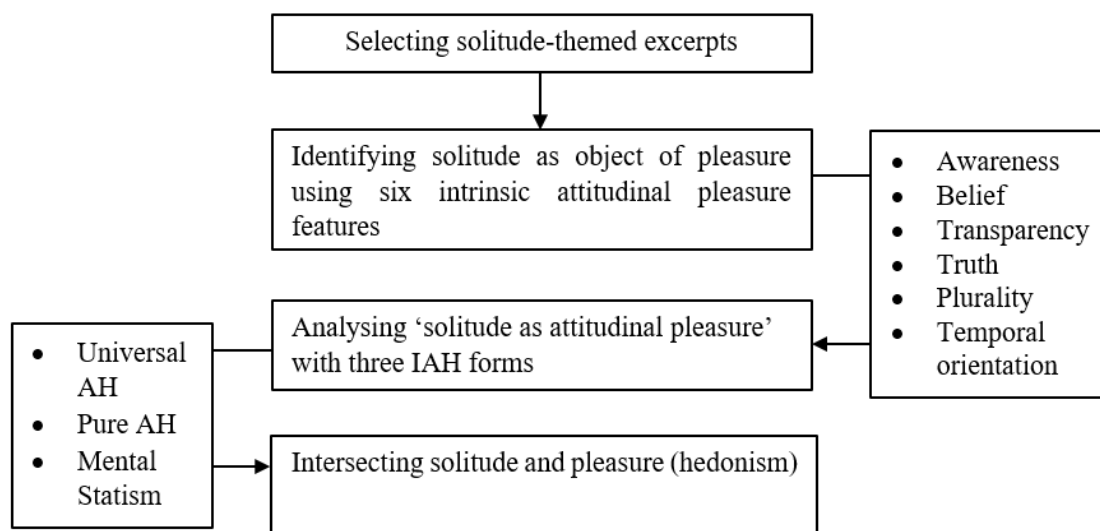 Selecting solitude-themed excerpts
Identifying solitude as object of pleasure
using six intrinsic attitudinal pleasure
features
• Awareness
• Belief
• Transparency
• Truth
• Plurality
• Temporal
orientation
Analysing ‘solitude as attitudinal pleasure’
with three IAH forms
• Universal
AH
• Pure AH
• Mental
Statism
Intersecting solitude and pleasure (hedonism)